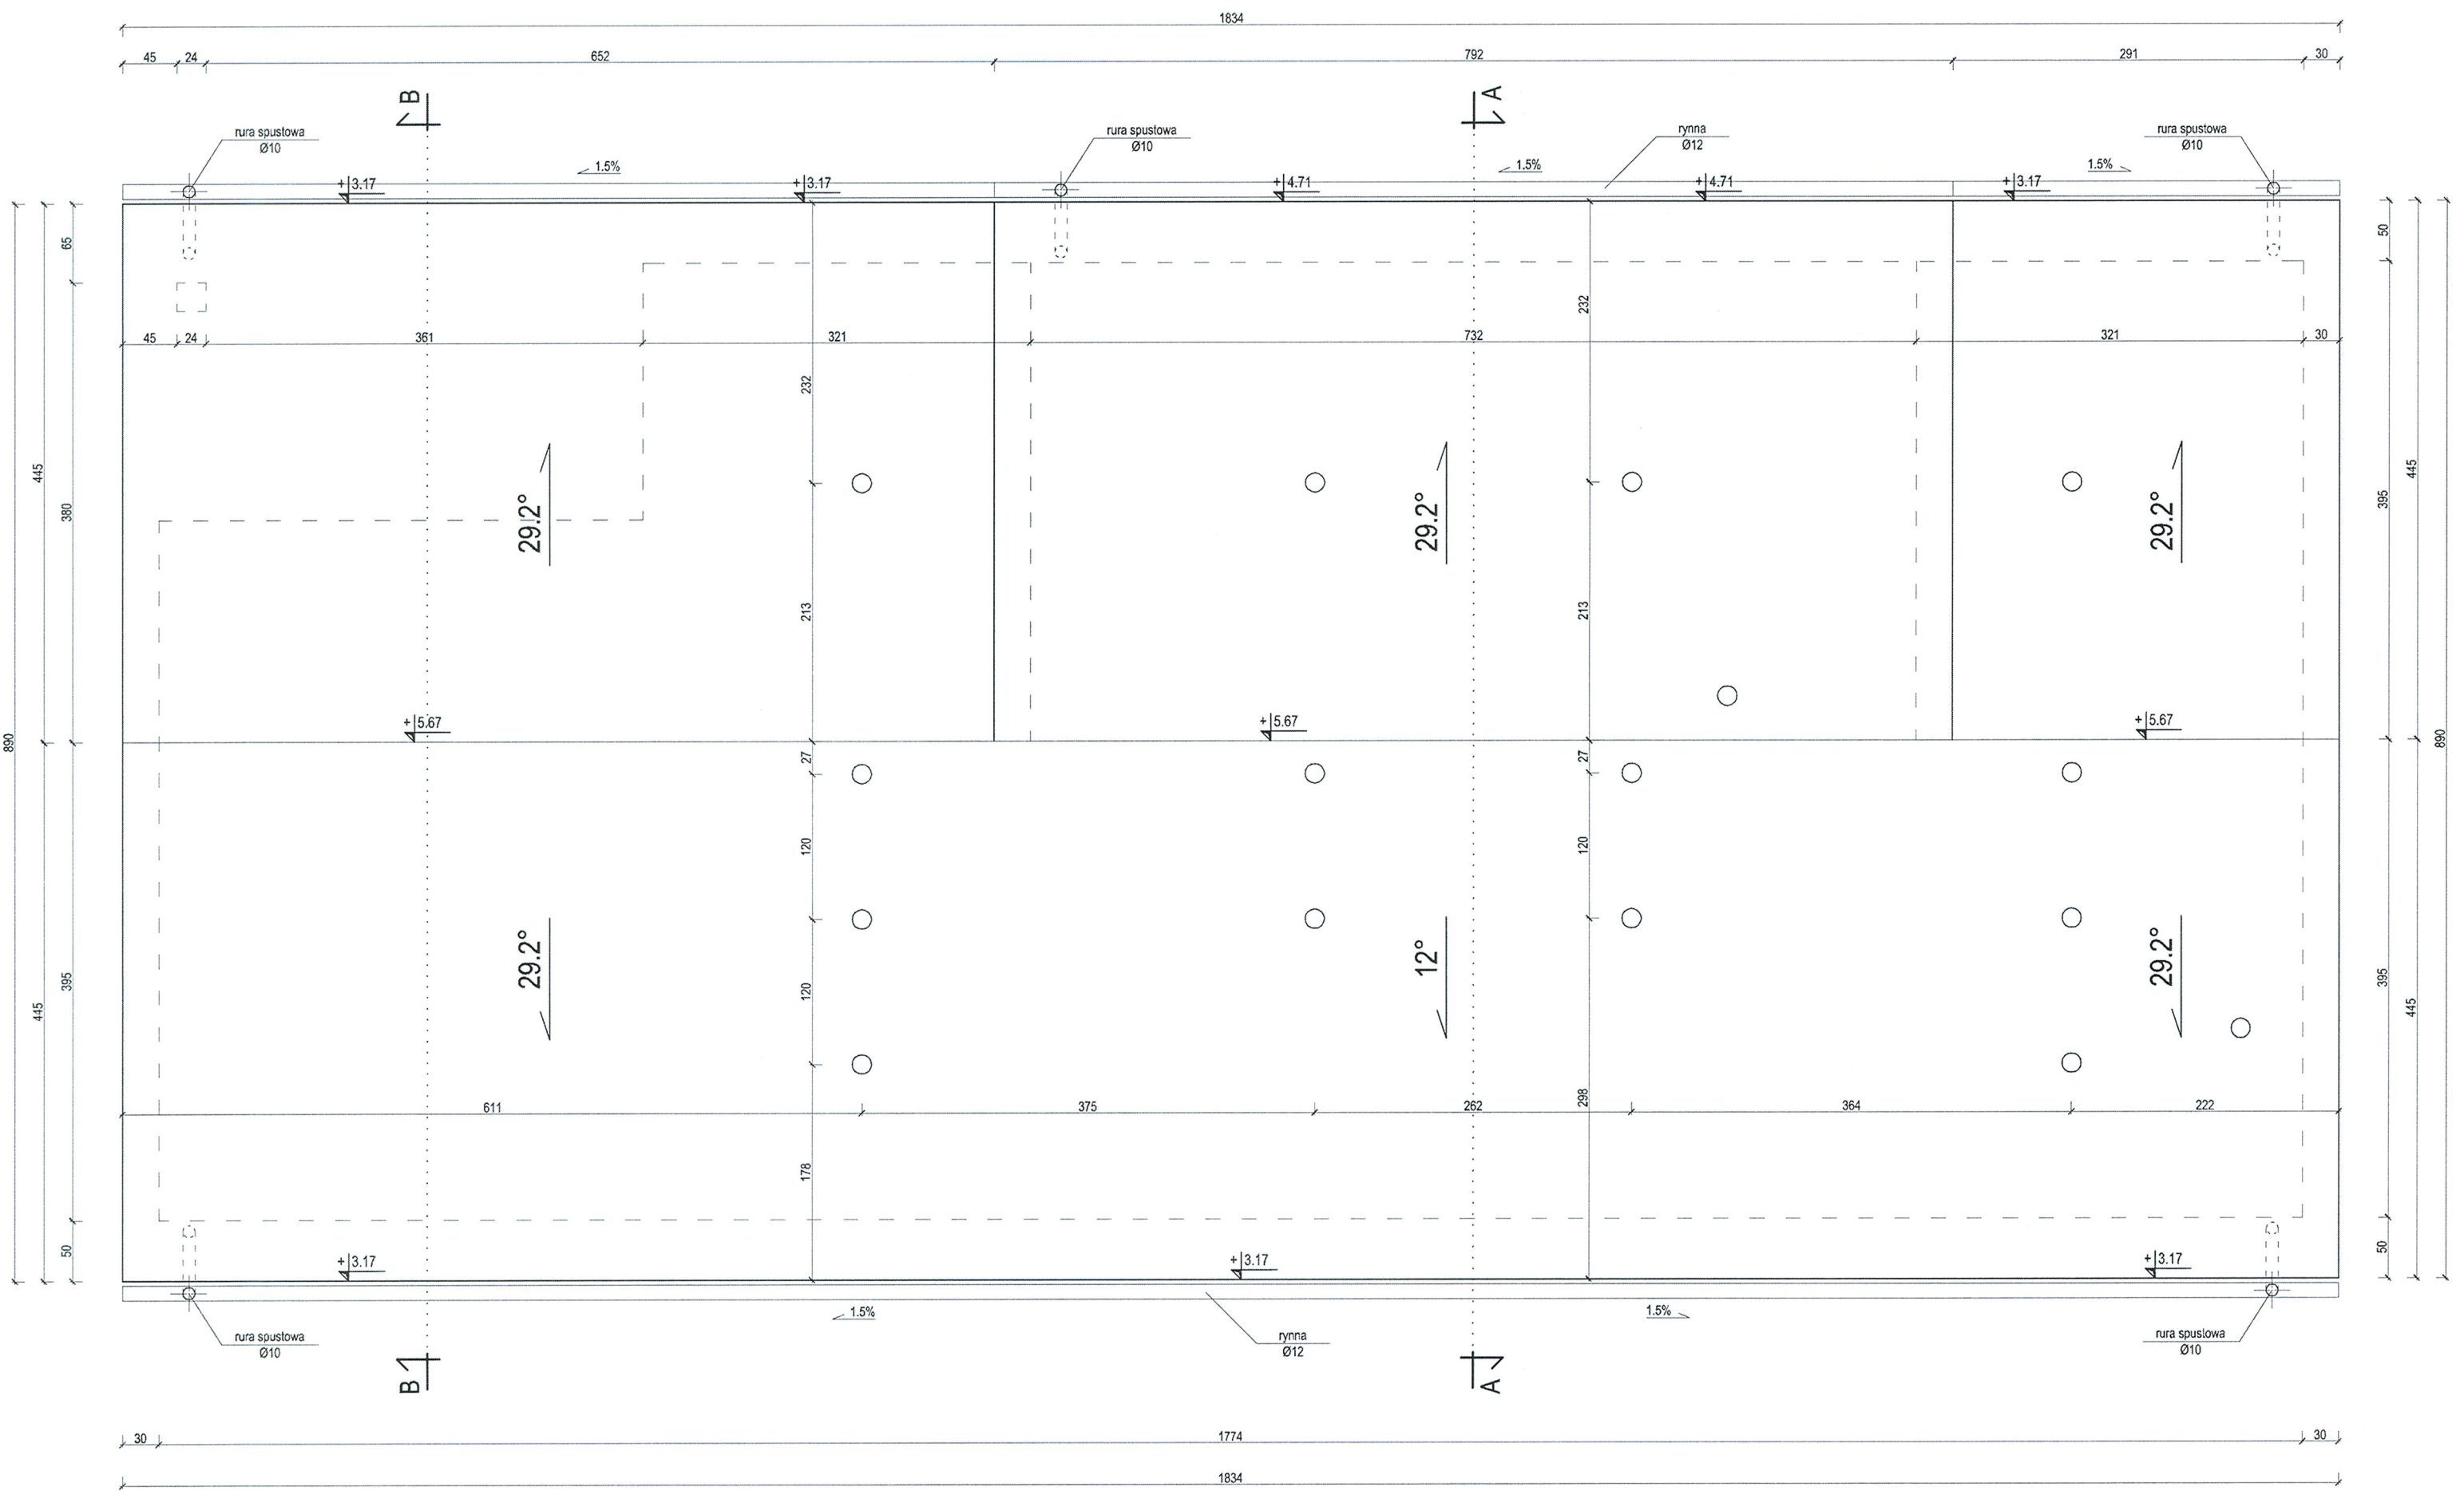 1834
45 24 652 792 291 30
B A
rura spustowa
Ø10
rura spustowa
Ø10
rynna
Ø12
rura spustowa
Ø10
1.5% 1.5% 1.5%
+3.17 +3.17 +4.71 +4.71 +3.17
65 50
232
45 24 361 321 732 321 30
232
445 380 29.2° 29.2° 29.2° 395 445
213 213
+5.67 +5.67 +5.67
890 890
27 27
120 120
29.2° 12° 29.2°
445 395 120 395 445
611 375 262 298 364 222
178
50 50
+3.17 +3.17 +3.17
1.5% 1.5%
rura spustowa
Ø10
rynna
Ø12
rura spustowa
Ø10
B A
30 1774 30
1834